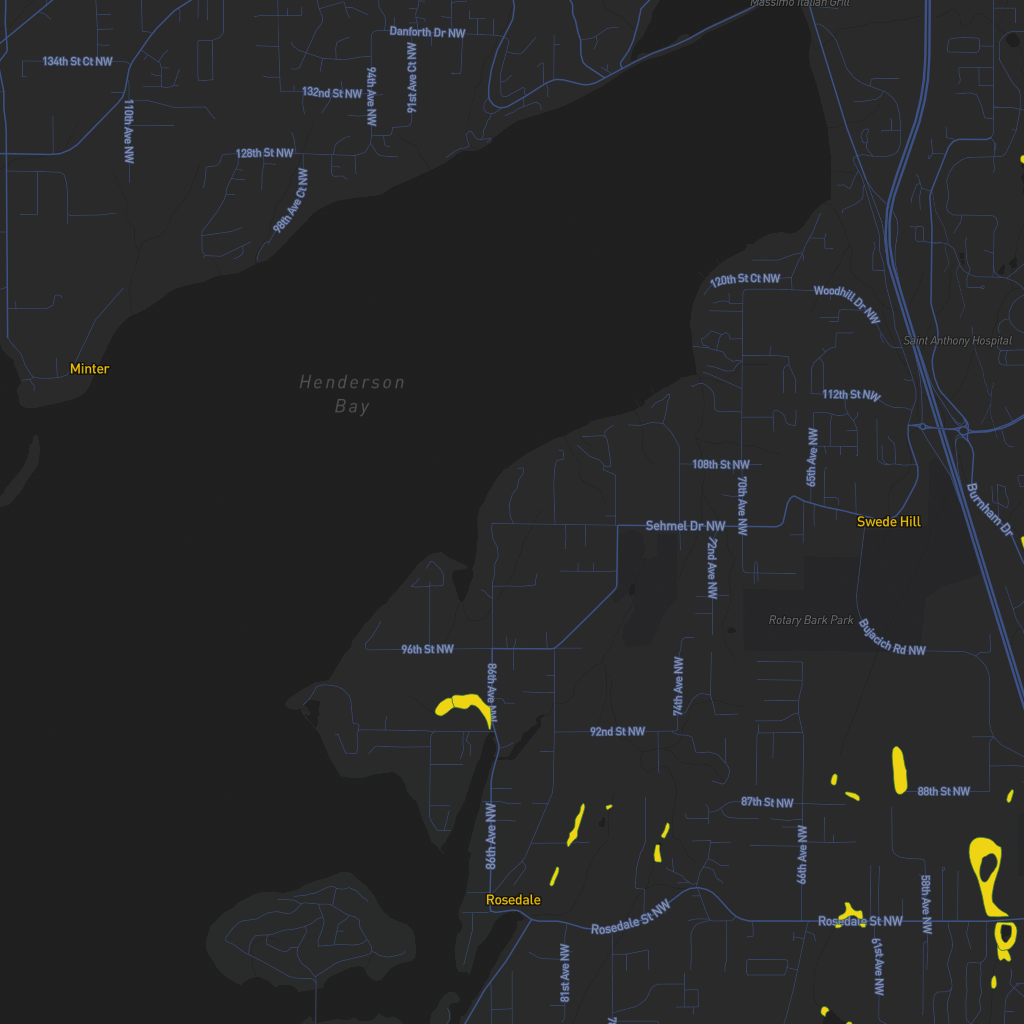 Massimo Italian Grill
Danforth Dr NW
134th St Ct NW
91st Ave Ct NW
94th Ave NW
132nd St NW
110th Ave NW
128th St NW
98th Ave Ct NW
120th St Ct NW
Woodhill Dr NW
Saint Anthony Hospital
Minter
Henderson
Bay
112th St NW
65th Ave NW
108th St NW
70th Ave NW
Burnham Dr
Sehmel Dr NW
Swede Hill
72nd Ave NW
Rotary Bark Park
Bujacich Rd NW
96th St NW
86th Ave NW
74th Ave NW
92nd St NW
88th St NW
87th St NW
86th Ave NW
66th Ave NW
58th Ave NW
Rosedale
Rosedale St NW
Rosedale St NW
81st Ave NW
61st Ave NW